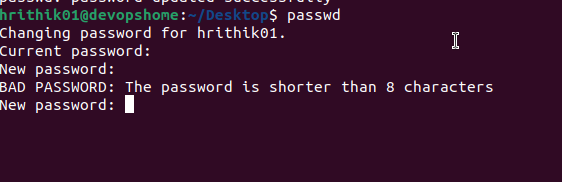 passwd: password updated successfully
hrithik01@devopshome:~/Desktop$ passwd
Changing password for hrithik01.
Current password:
New password:
BAD PASSWORD: The password is shorter than 8 characters
New password: